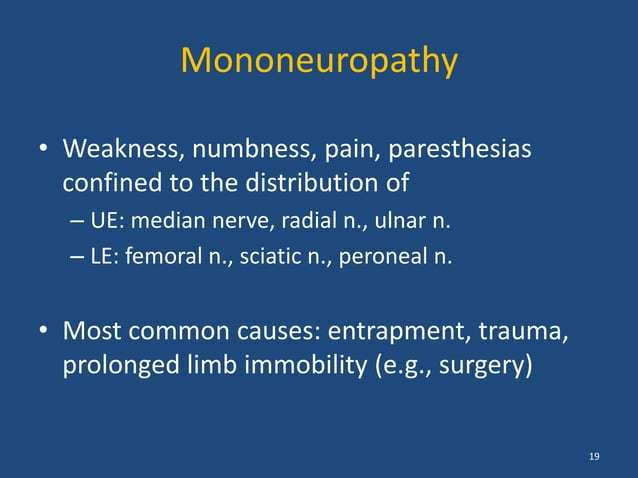 Mononeuropathy
• Weakness, numbness, pain, paresthesias
confined to the distribution of
– UE: median nerve, radial n., ulnar n.
– LE: femoral n., sciatic n., peroneal n.
• Most common causes: entrapment, trauma,
prolonged limb immobility (e.g., surgery)
19